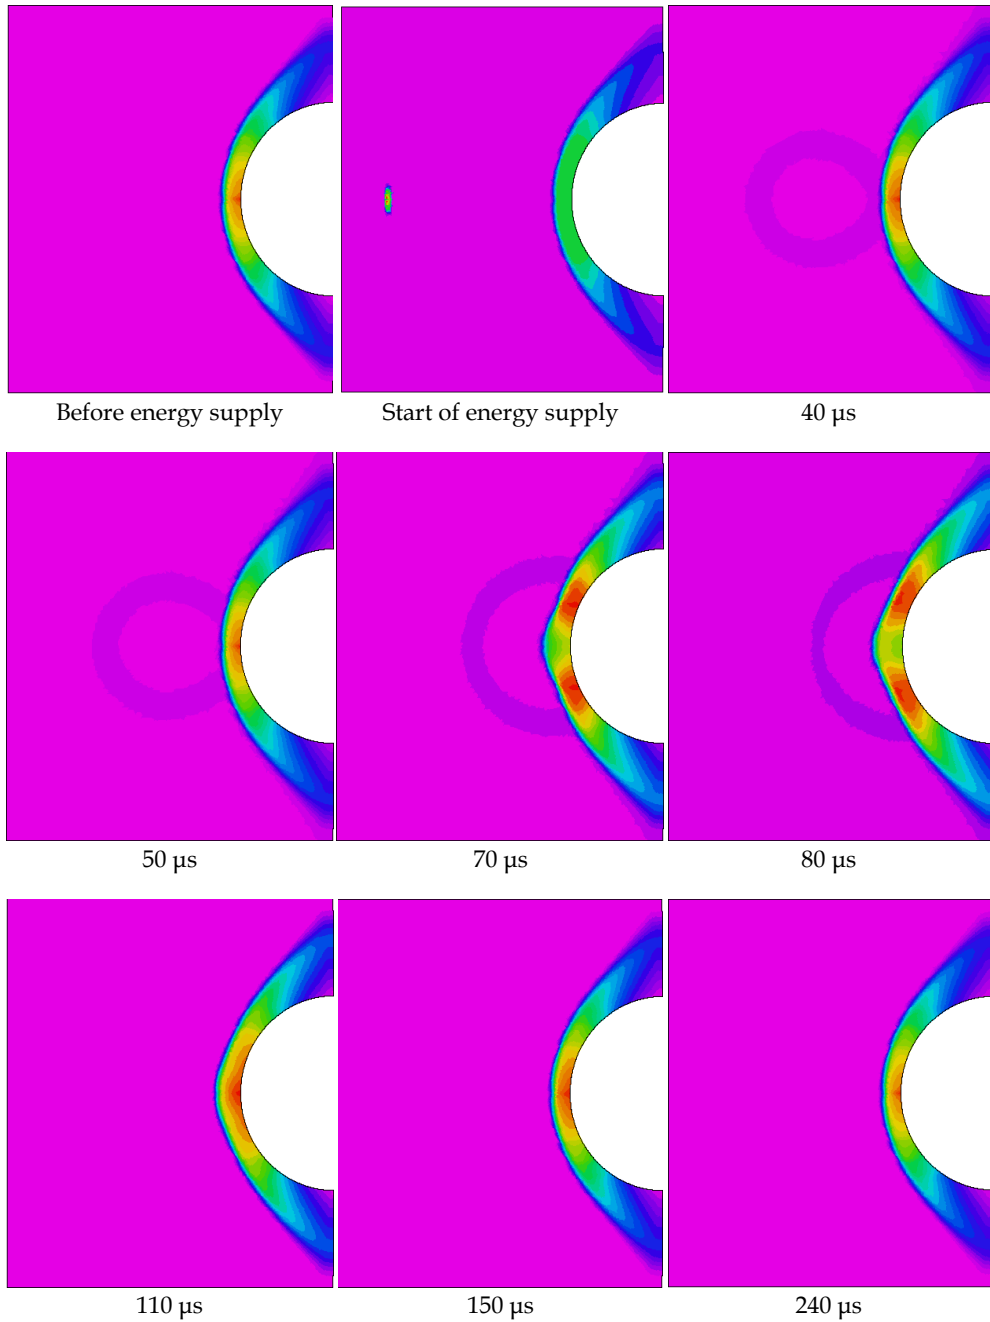 Before energy supply
Start of energy supply
40 µs
50 µs
70 µs
80 µs
110 µs
150 µs
240 µs